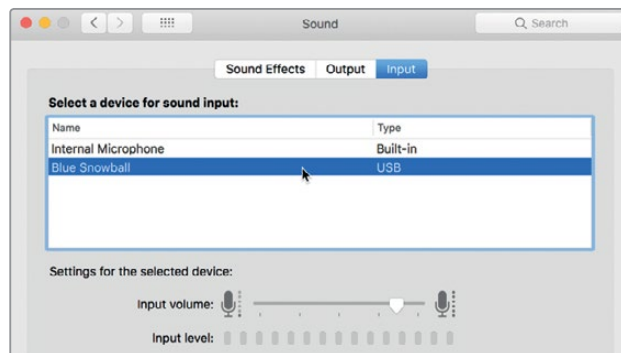 Sound
Search
Sound Effects Output Input
Select a device for sound input:
Name Type
Internal Microphone Built-in
Blue Snowball USB
Settings for the selected device:
Input volume:
Input level: